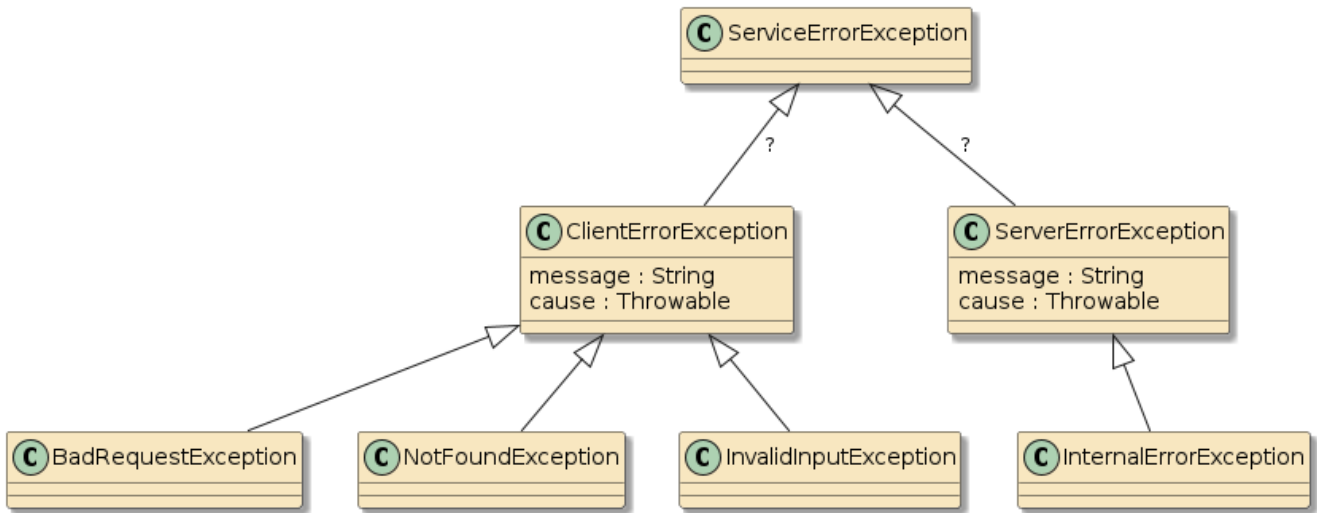 C ServiceErrorException
?
?
C ClientErrorException
message : String
cause : Throwable
C ServerErrorException
message : String
cause : Throwable
C BadRequestException
C NotFoundException
C InvalidInputException
C InternalErrorException